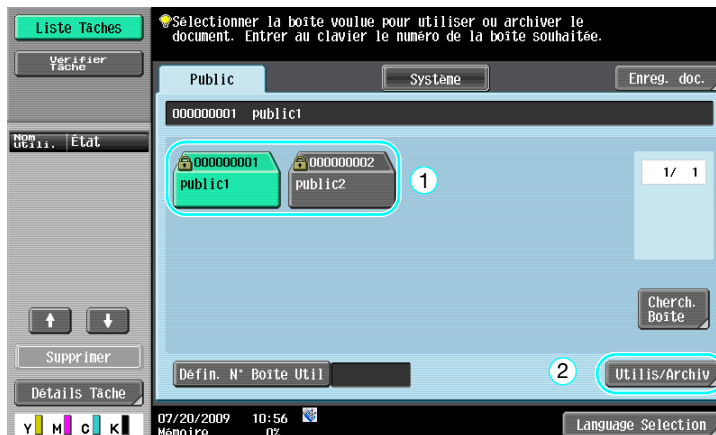 Liste Tâches
Vérifier
Tâche
Nom
utili.
État
Supprimer
Détails Tâche
Y M C K
Sélectionner la boîte voulue pour utiliser ou archiver le
document. Entrer au clavier le numéro de la boîte souhaitée.
Public
Système
Enreg. doc.
000000001 public1
000000001
public1
000000002
public2
1
1/ 1
Cherch.
Boîte
Défin. N° Boîte Util
2
Utilis/Archiv
07/20/2009 10:56
Mémoire 0%
Language Selection